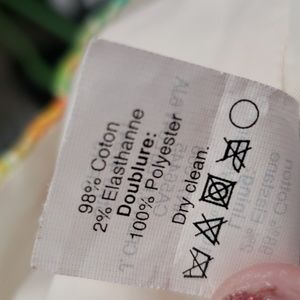 98% Coton
2% Elasthanne
Doublure:
100% Polyester
Dry clean.